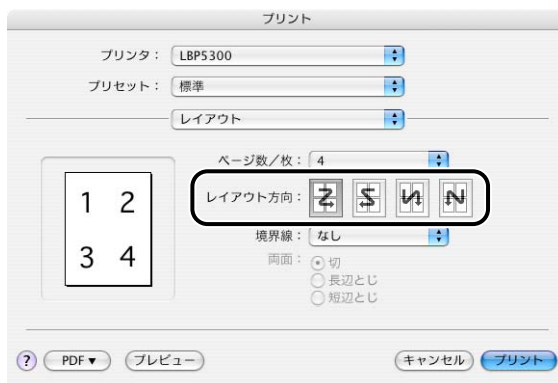 プリント
プリンタ： LBP5300
プリセット： 標準
レイアウト
ページ数／枚： 4
レイアウト方向：
1 2
3 4
境界線： なし
両面： 切
長辺とじ
短辺とじ
? PDF▼ プレビュー キャンセル プリント